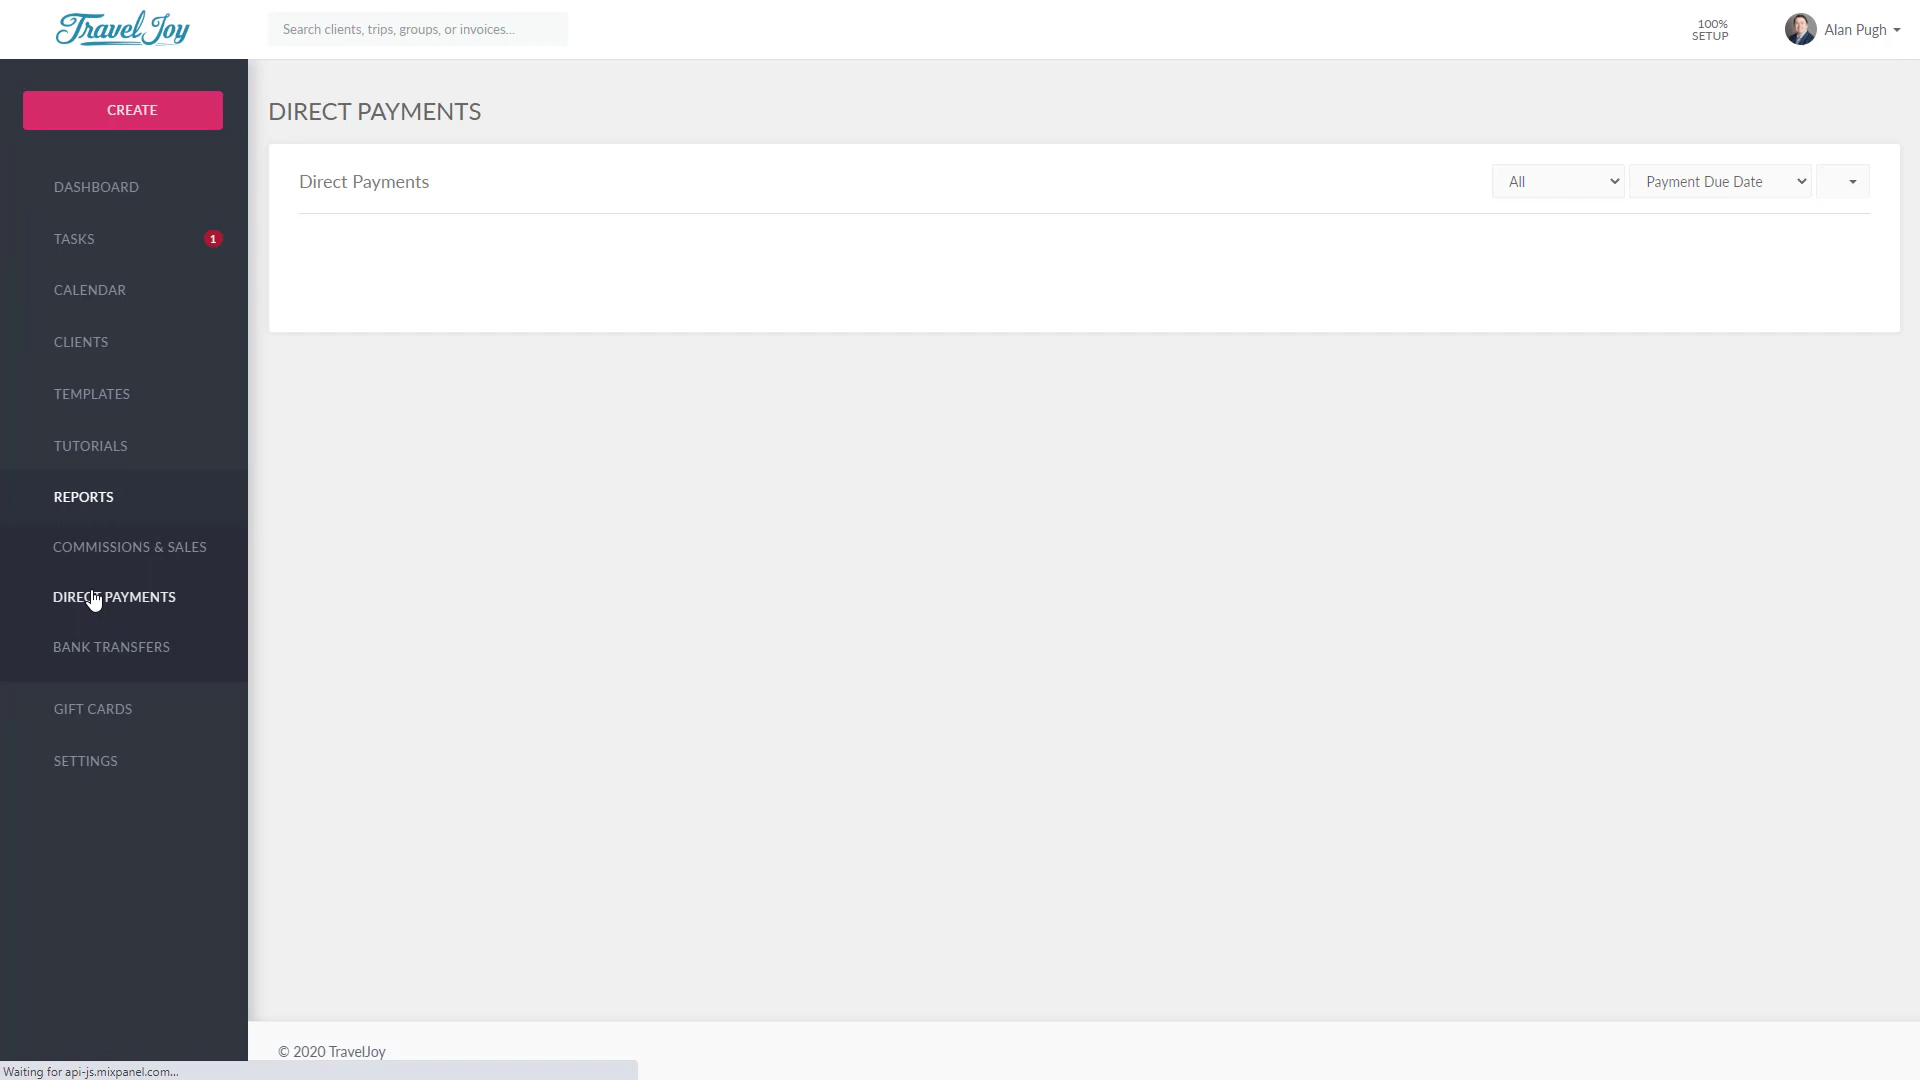 Travel Joy
Search clients, trips, groups, or invoices...
100%
SETUP
Alan Pugh
CREATE
DASHBOARD
TASKS
1
CALENDAR
CLIENTS
TEMPLATES
TUTORIALS
REPORTS
COMMISSIONS & SALES
DIRECT PAYMENTS
BANK TRANSFERS
GIFT CARDS
SETTINGS
DIRECT PAYMENTS
Direct Payments
All
Payment Due Date
© 2020 TravelJoy
Waiting for api-js.mixpanel.com...